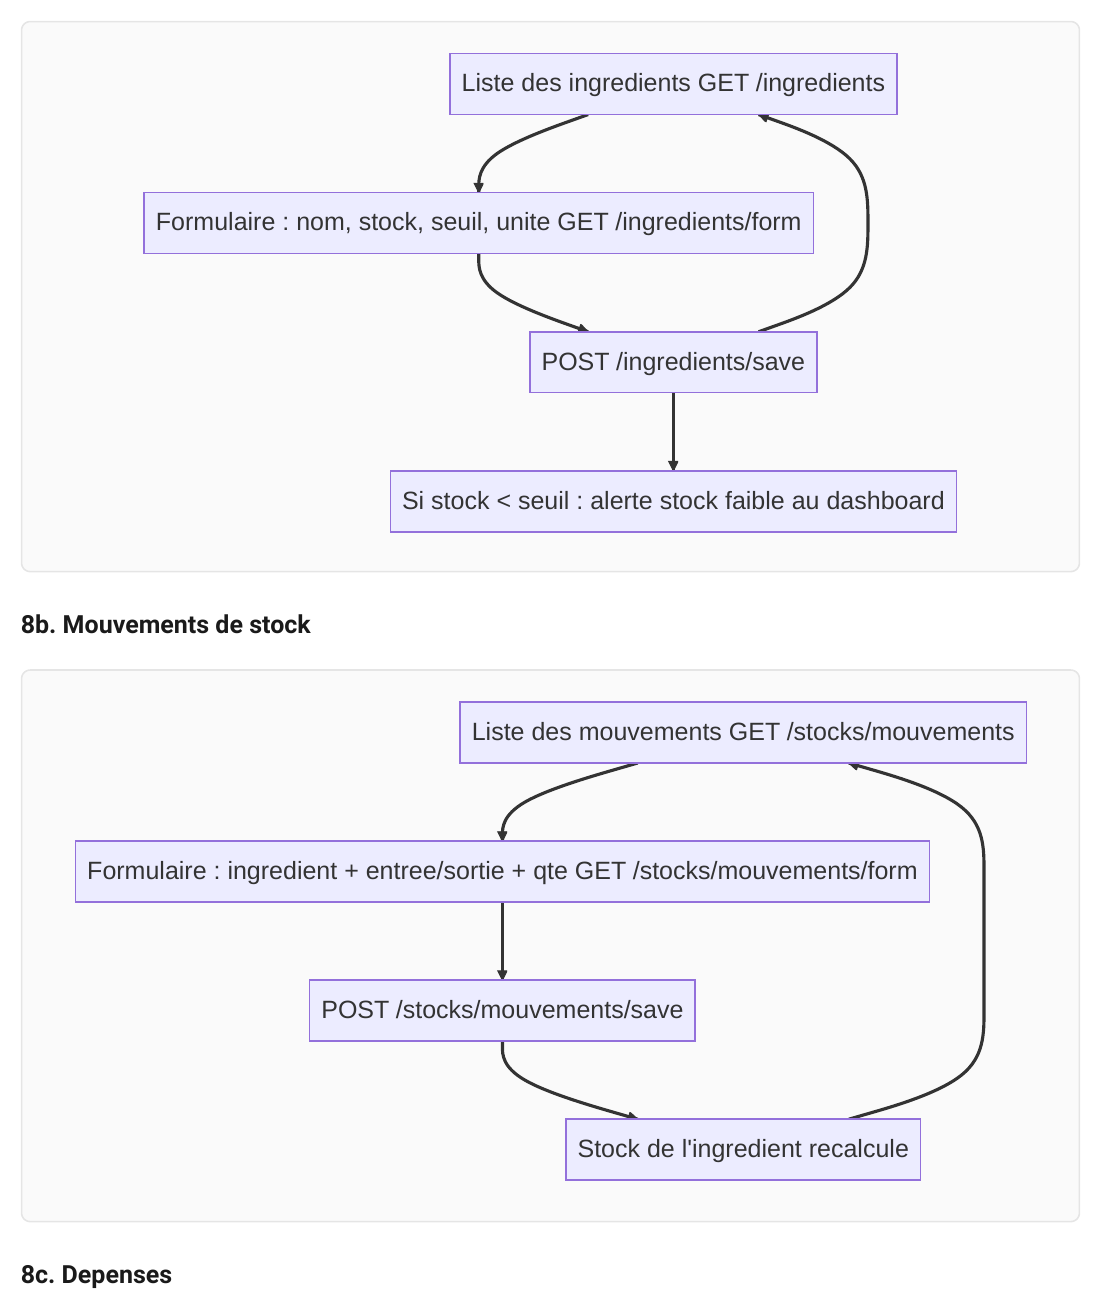 Liste des ingredients GET /ingredients
Formulaire : nom, stock, seuil, unite GET /ingredients/form
POST /ingredients/save
Si stock < seuil : alerte stock faible au dashboard
8b. Mouvements de stock
Liste des mouvements GET /stocks/mouvements
Formulaire : ingredient + entree/sortie + qte GET /stocks/mouvements/form
POST /stocks/mouvements/save
Stock de l'ingredient recalcule
8c. Depenses